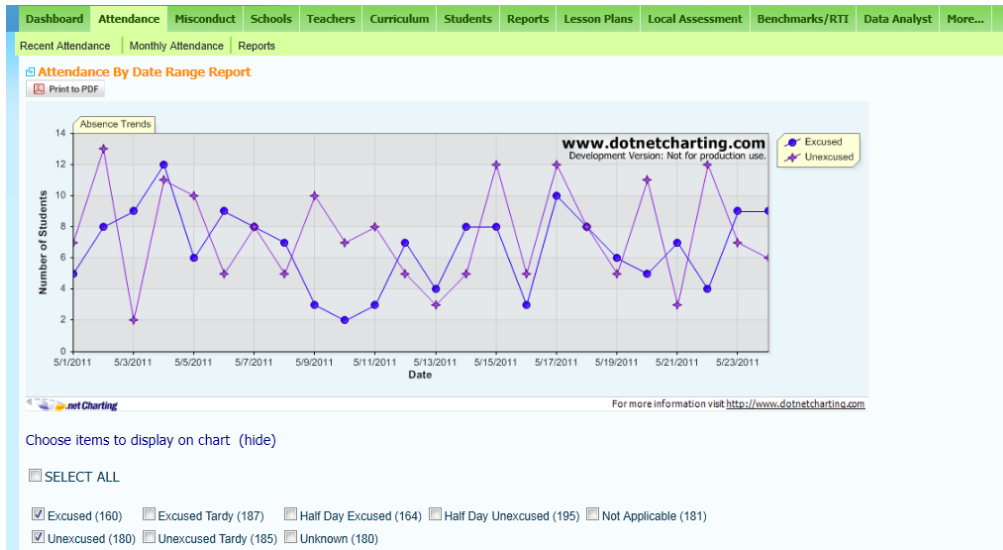 Dashboard Attendance Misconduct Schools Teachers Curriculum Students Reports Lesson Plans Local Assessment Benchmarks/RTI Data Analyst More...
Recent Attendance Monthly Attendance Reports
Attendance By Date Range Report
Print to PDF
Absence Trends
www.dotnetcharting.com
Development Version: Not for production use.
Excused
Unexcused
Number of Students
14
12
10
8
6
4
2
0
5/1/2011 5/3/2011 5/5/2011 5/7/2011 5/9/2011 5/11/2011 5/13/2011 5/15/2011 5/17/2011 5/19/2011 5/21/2011 5/23/2011
Date
.net Charting
For more information visit http://www.dotnetcharting.com
Choose items to display on chart (hide)
SELECT ALL
Excused (160) Excused Tardy (187) Half Day Excused (164) Half Day Unexcused (195) Not Applicable (181)
Unexcused (180) Unexcused Tardy (185) Unknown (180)